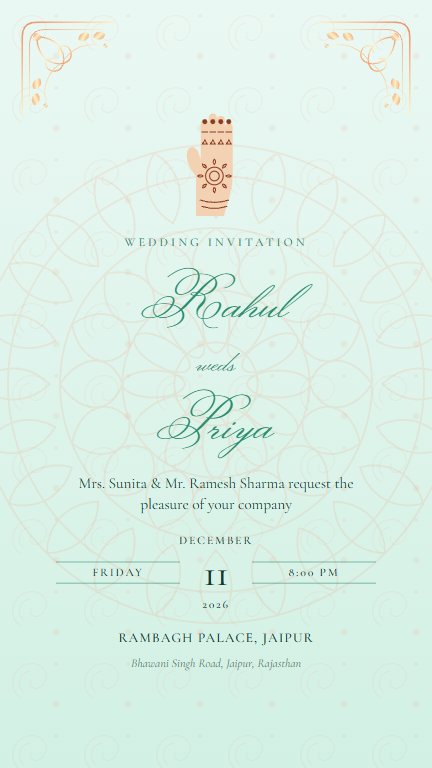 WEDDING INVITATION
Rahul
weds
Priya
Mrs. Sunita & Mr. Ramesh Sharma request the
pleasure of your company
DECEMBER
FRIDAY
11
8:00 PM
2026
RAMBAGH PALACE, JAIPUR
Bhawani Singh Road, Jaipur, Rajasthan